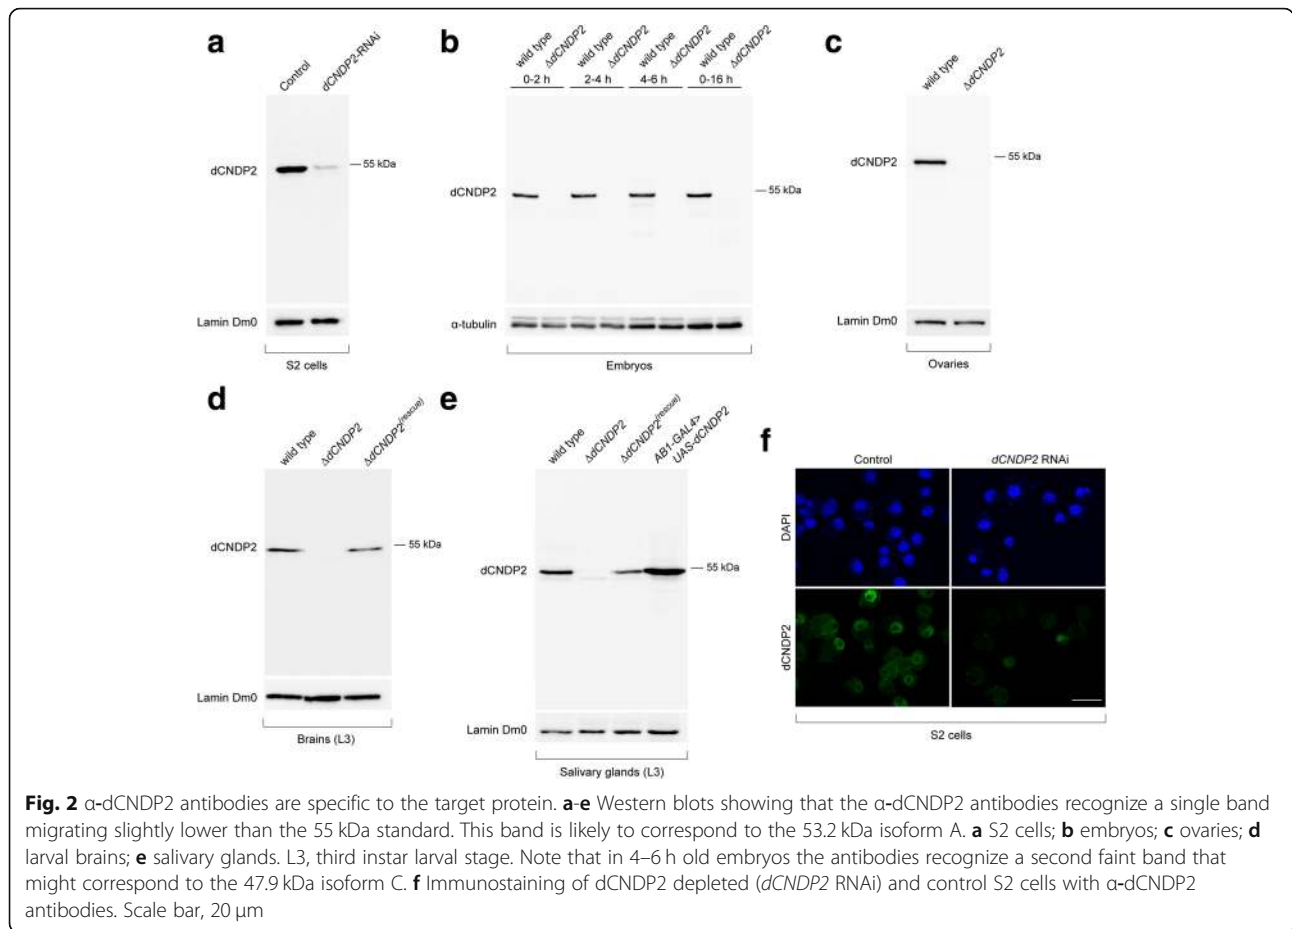 a
Control
dCNDP2-RNAi
dCNDP2
55 kDa
Lamin Dm0
S2 cells
b
wild type ΔdCNDP2 wild type ΔdCNDP2 wild type ΔdCNDP2 wild type ΔdCNDP2
0-2 h 2-4 h 4-6 h 0-16 h
dCNDP2
55 kDa
α-tubulin
Embryos
c
wild type
ΔdCNDP2
dCNDP2
55 kDa
Lamin Dm0
Ovaries
d
wild type
ΔdCNDP2
ΔdCNDP2(rescue)
dCNDP2
55 kDa
Lamin Dm0
Brains (L3)
e
wild type
ΔdCNDP2
ΔdCNDP2(rescue)
AB1-GAL4>
UAS-dCNDP2
dCNDP2
55 kDa
Lamin Dm0
Salivary glands (L3)
f
Control dCNDP2 RNAi
DAPI
dCNDP2
S2 cells
Fig. 2 α-dCNDP2 antibodies are specific to the target protein. a-e Western blots showing that the α-dCNDP2 antibodies recognize a single band
migrating slightly lower than the 55 kDa standard. This band is likely to correspond to the 53.2 kDa isoform A. a S2 cells; b embryos; c ovaries; d
larval brains; e salivary glands. L3, third instar larval stage. Note that in 4–6 h old embryos the antibodies recognize a second faint band that
might correspond to the 47.9 kDa isoform C. f Immunostaining of dCNDP2 depleted (dCNDP2 RNAi) and control S2 cells with α-dCNDP2
antibodies. Scale bar, 20 μm